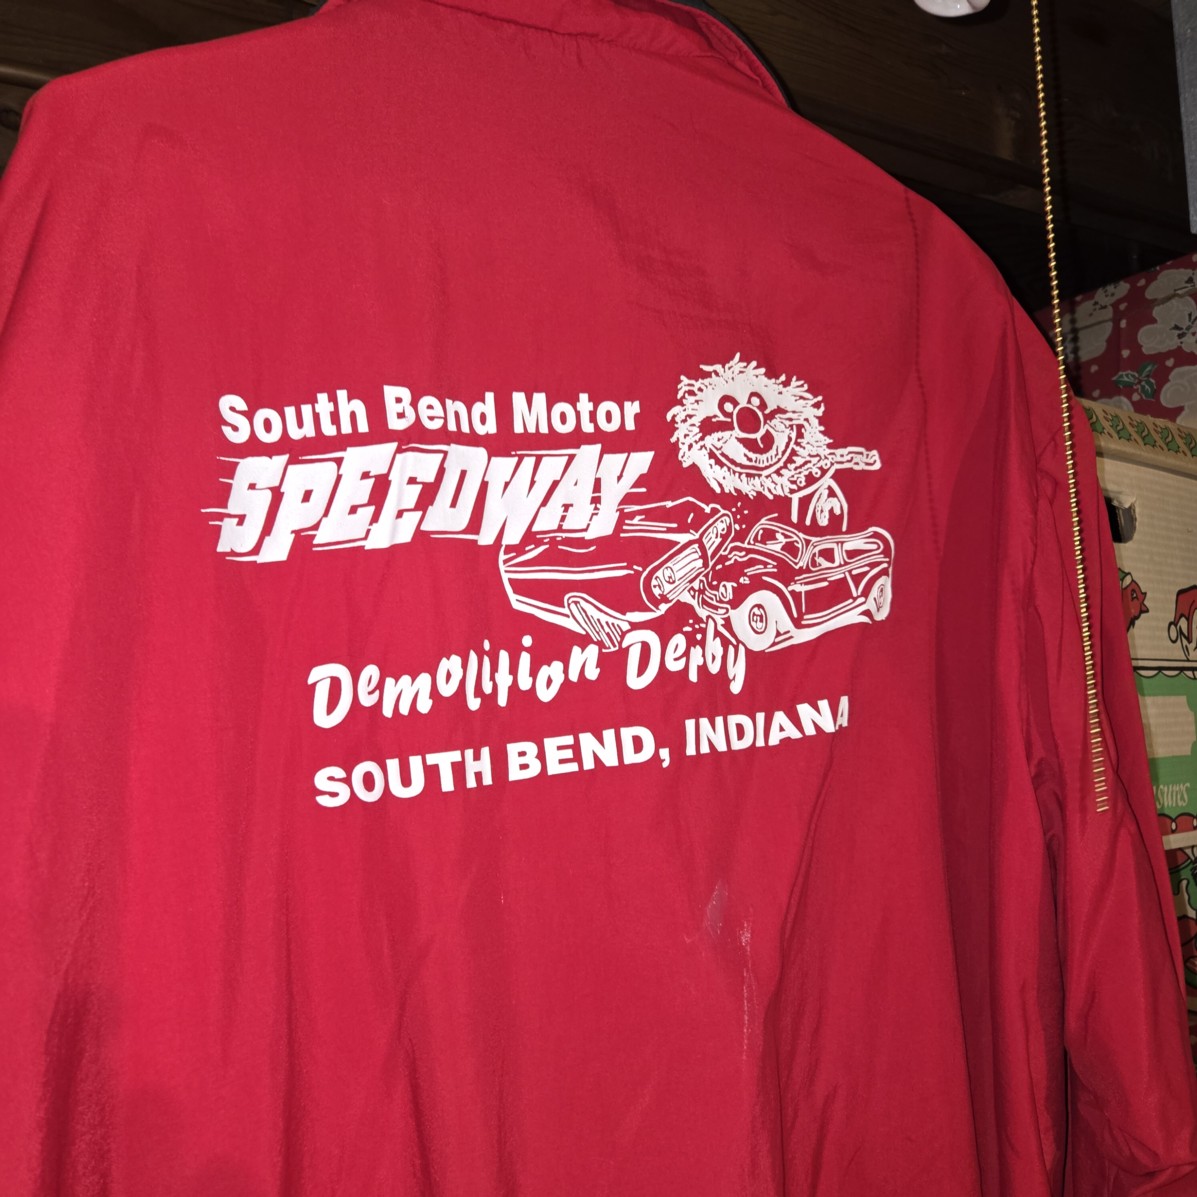 South Bend Motor
SPEEDWAY
Demolition Derby
SOUTH BEND, INDIANA